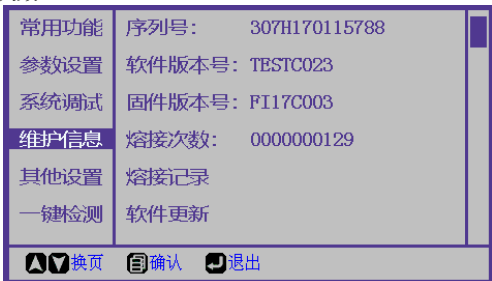 常用功能 序列号: 307H170115788
参数设置 软件版本号: TESTC023
系统调试 固件版本号: FI17C003
维护信息 熔接次数: 0000000129
其他设置 熔接记录
一键检测 软件更新
换页 确认 退出